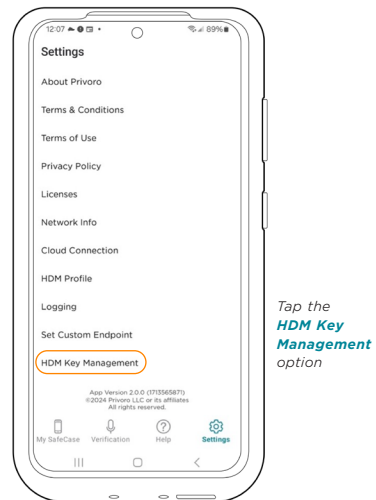 12:07
89%
Settings
About Privoro
Terms & Conditions
Terms of Use
Privacy Policy
Licenses
Network Info
Cloud Connection
HDM Profile
Logging
Set Custom Endpoint
HDM Key Management
App Version 2.0.0 (1713565871)
©2024 Privoro LLC or its affiliates
All rights reserved.
My SafeCase Verification Help Settings
Tap the
HDM Key
Management
option